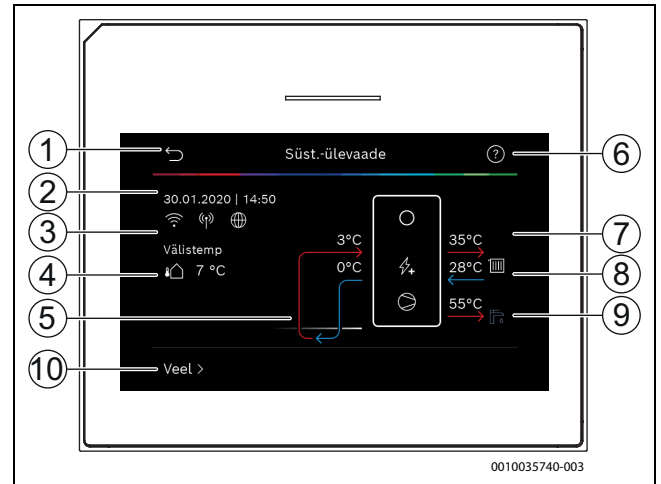 1
Süst.-ülevaade
?
6
2
30.01.2020 | 14:50
3
Välistemp
4
7 °C
5
3°C
0°C
35°C
7
28°C
8
55°C
9
10
Veel >
0010035740-003